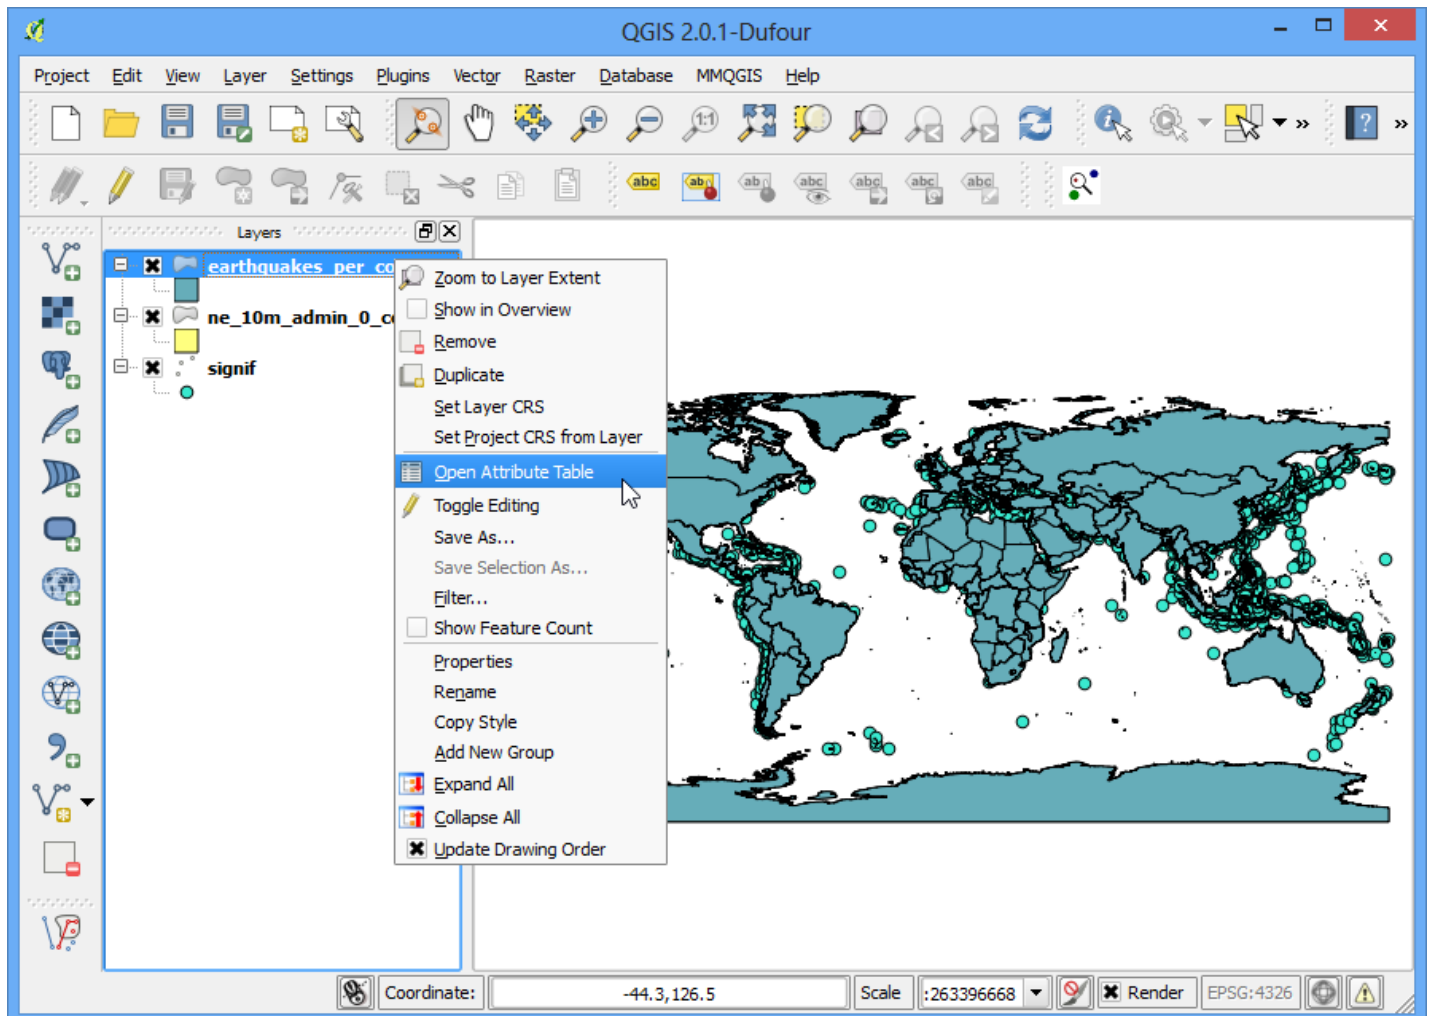 QGIS 2.0.1-Dufour
Project Edit View Layer Settings Plugins Vector Raster Database MMQGIS Help
1:1
» ? »
abc ab ab abc abc abc abc
Layers
earthquakes_per_co
ne_10m_admin_0_c
signif
Zoom to Layer Extent
Show in Overview
Remove
Duplicate
Set Layer CRS
Set Project CRS from Layer
Open Attribute Table
Toggle Editing
Save As...
Save Selection As...
Filter...
Show Feature Count
Properties
Rename
Copy Style
Add New Group
Expand All
Collapse All
Update Drawing Order
Coordinate: -44.3,126.5 Scale :263396668 Render EPSG:4326